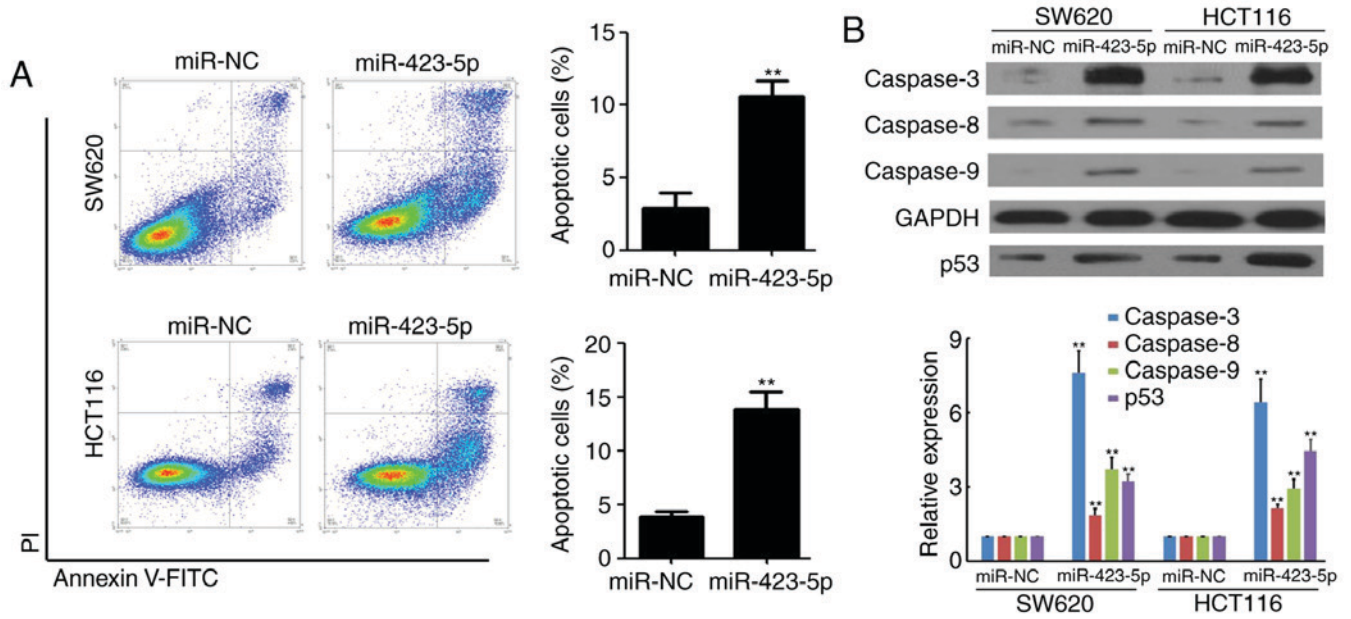 A
miR-NC
miR-423-5p
SW620
miR-NC
miR-423-5p
HCT116
PI
Annexin V-FITC
Apoptotic cells (%)
15
10
5
0
**
miR-NC
miR-423-5p
Apoptotic cells (%)
20
15
10
5
0
**
miR-NC
miR-423-5p
B
SW620 HCT116
miR-NC miR-423-5p miR-NC miR-423-5p
Caspase-3
Caspase-8
Caspase-9
GAPDH
p53
Caspase-3
Caspase-8
Caspase-9
p53
Relative expression
9
6
3
0
** ** ** **
** ** ** **
miR-NC miR-423-5p miR-NC miR-423-5p
SW620 HCT116